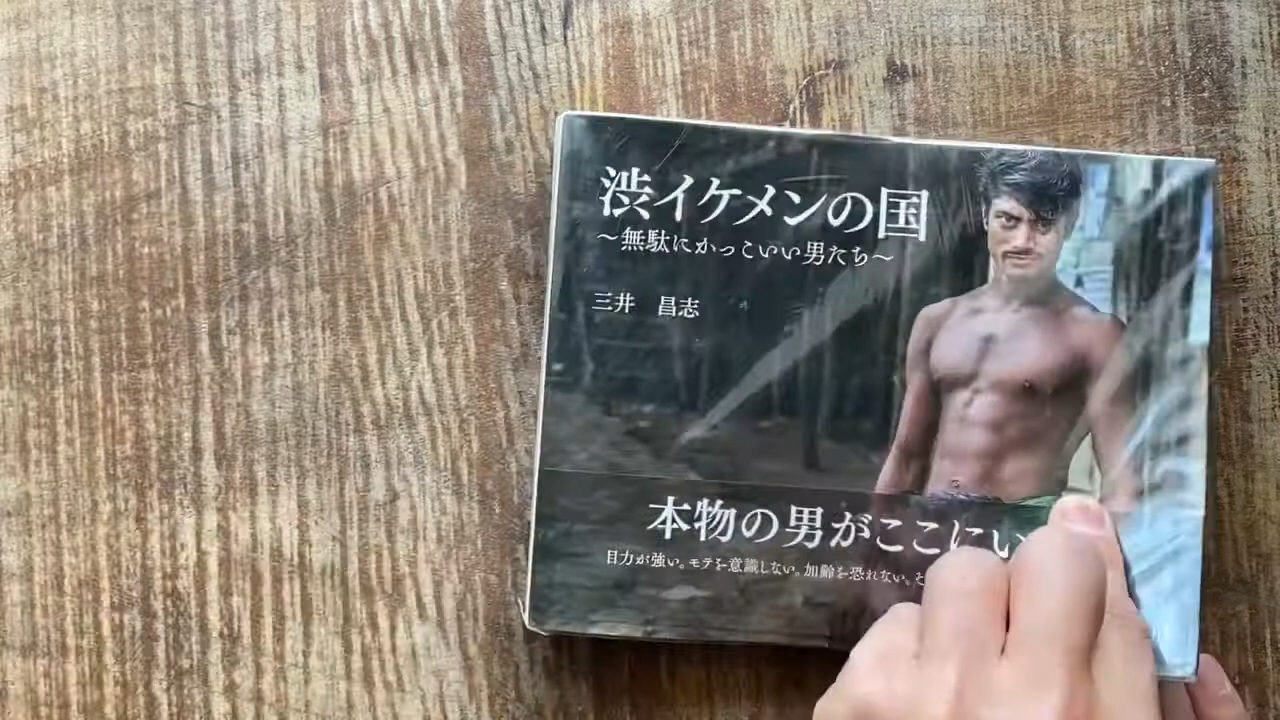 渋イケメンの国
〜無駄にかっこいい男たち〜
三井 昌志
本物の男がここにい
目力が強い。モテを意識しない。加齢を恐れない。そ